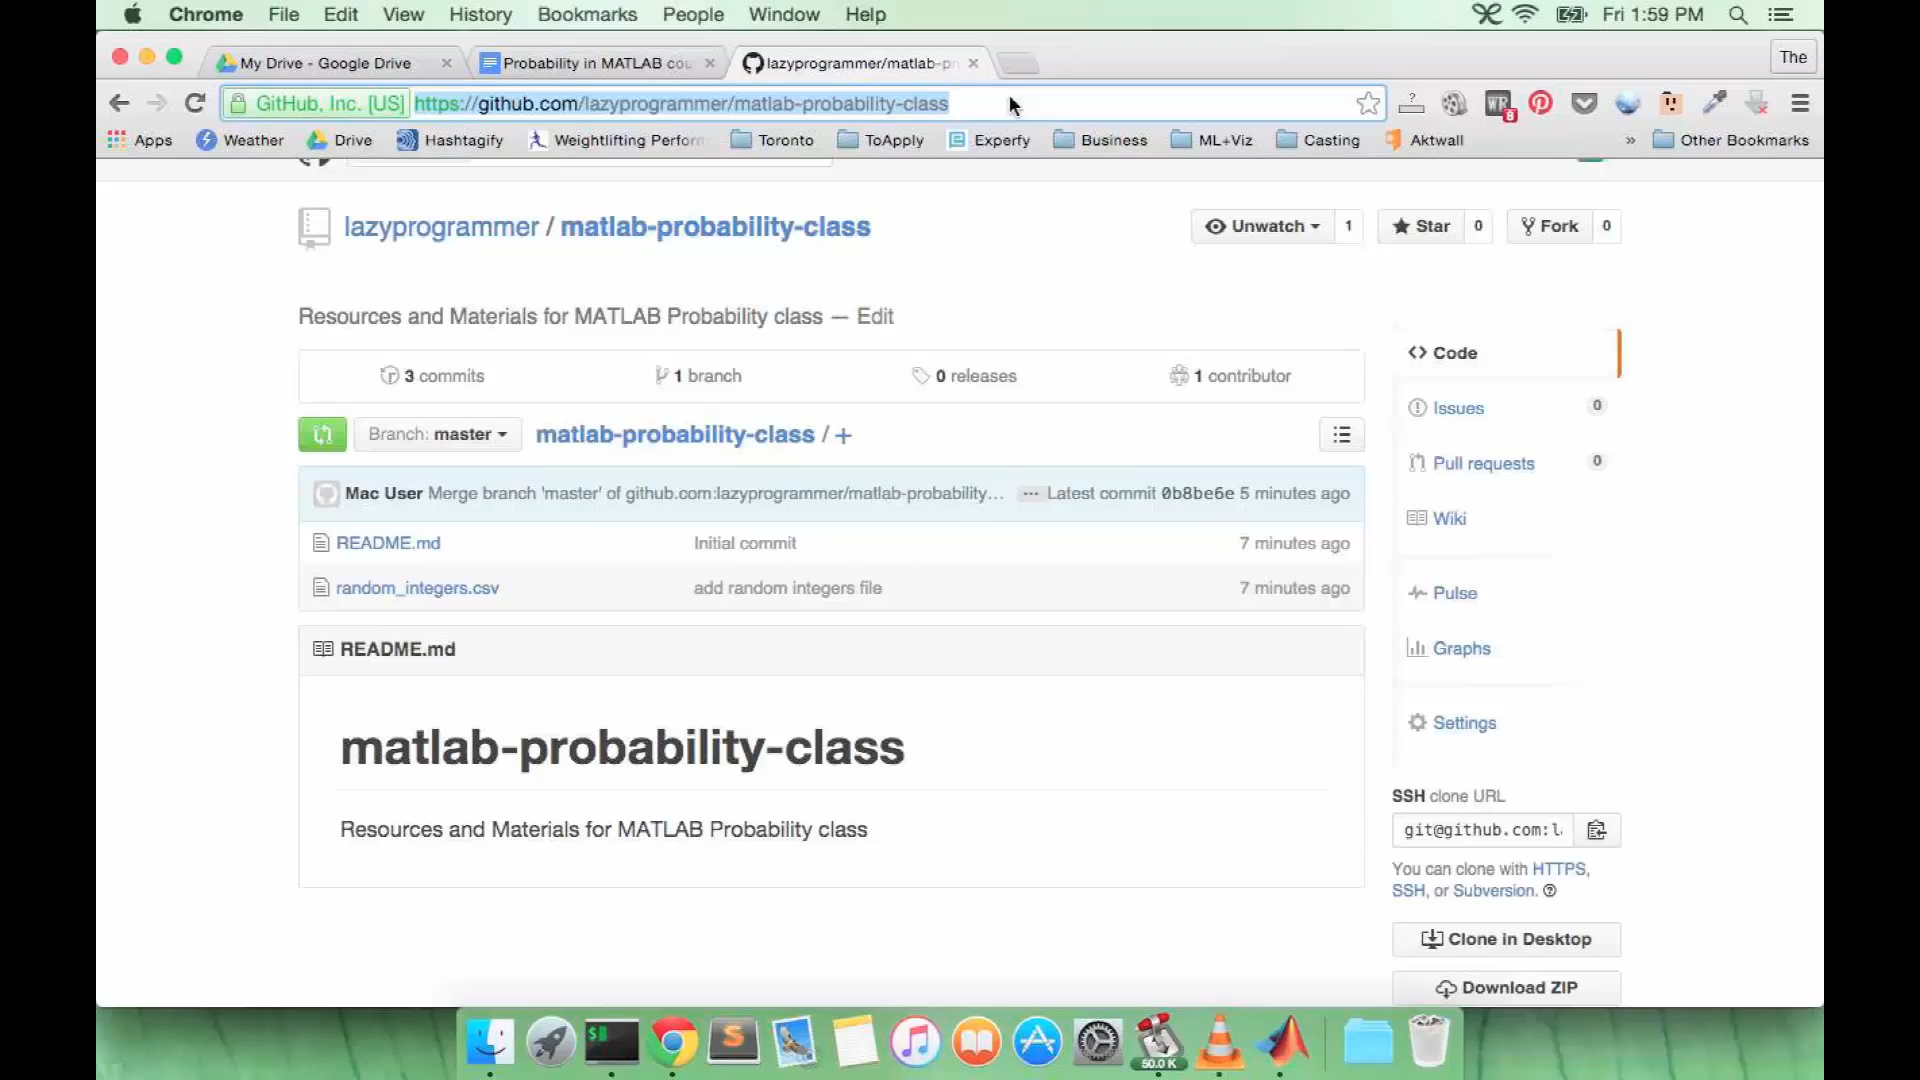 Chrome File Edit View History Bookmarks People Window Help Fri 1:59 PM
My Drive - Google Drive Probability in MATLAB cou lazyprogrammer/matlab-pr The
GitHub, Inc. [US] https://github.com/lazyprogrammer/matlab-probability-class ? WR 8
Apps Weather Drive Hashtagify Weightlifting Perform Toronto ToApply Experfy Business ML+Viz Casting Aktwall » Other Bookmarks
lazyprogrammer / matlab-probability-class Unwatch 1 Star 0 Fork 0
Resources and Materials for MATLAB Probability class — Edit
3 commits 1 branch 0 releases 1 contributor
Branch: master matlab-probability-class / +
Mac User Merge branch 'master' of github.com:lazyprogrammer/matlab-probability… ... Latest commit 0b8be6e 5 minutes ago
README.md Initial commit 7 minutes ago
random_integers.csv add random integers file 7 minutes ago
README.md
matlab-probability-class
Resources and Materials for MATLAB Probability class
Code
Issues 0
Pull requests 0
Wiki
Pulse
Graphs
Settings
SSH clone URL
git@github.com:l
You can clone with HTTPS,
SSH, or Subversion.
Clone in Desktop
Download ZIP
$
S
50.0 K